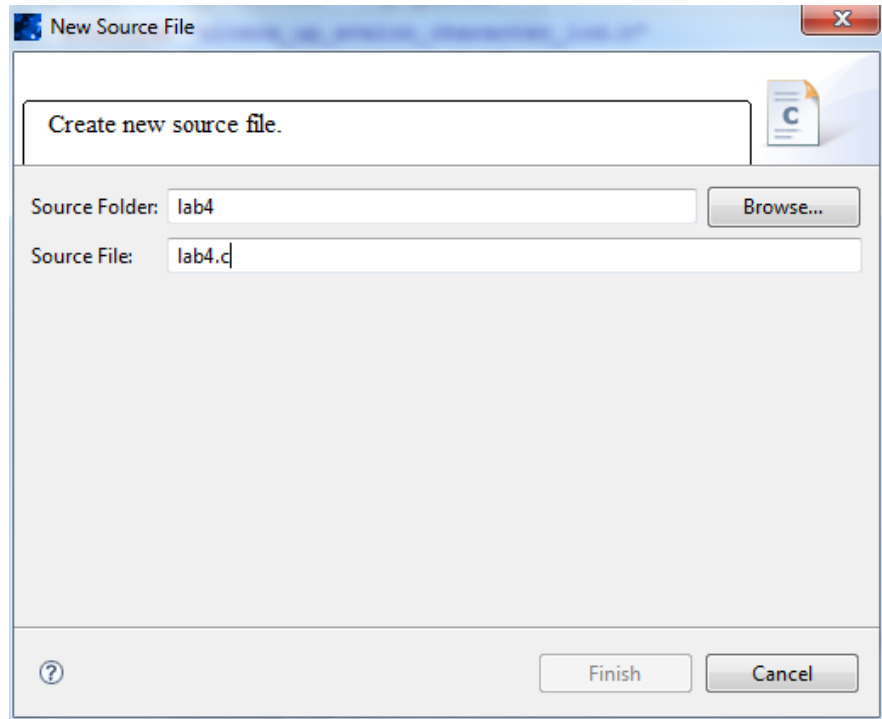 New Source File
Create new source file.
C
Source Folder: lab4 Browse...
Source File: lab4.c
? Finish Cancel